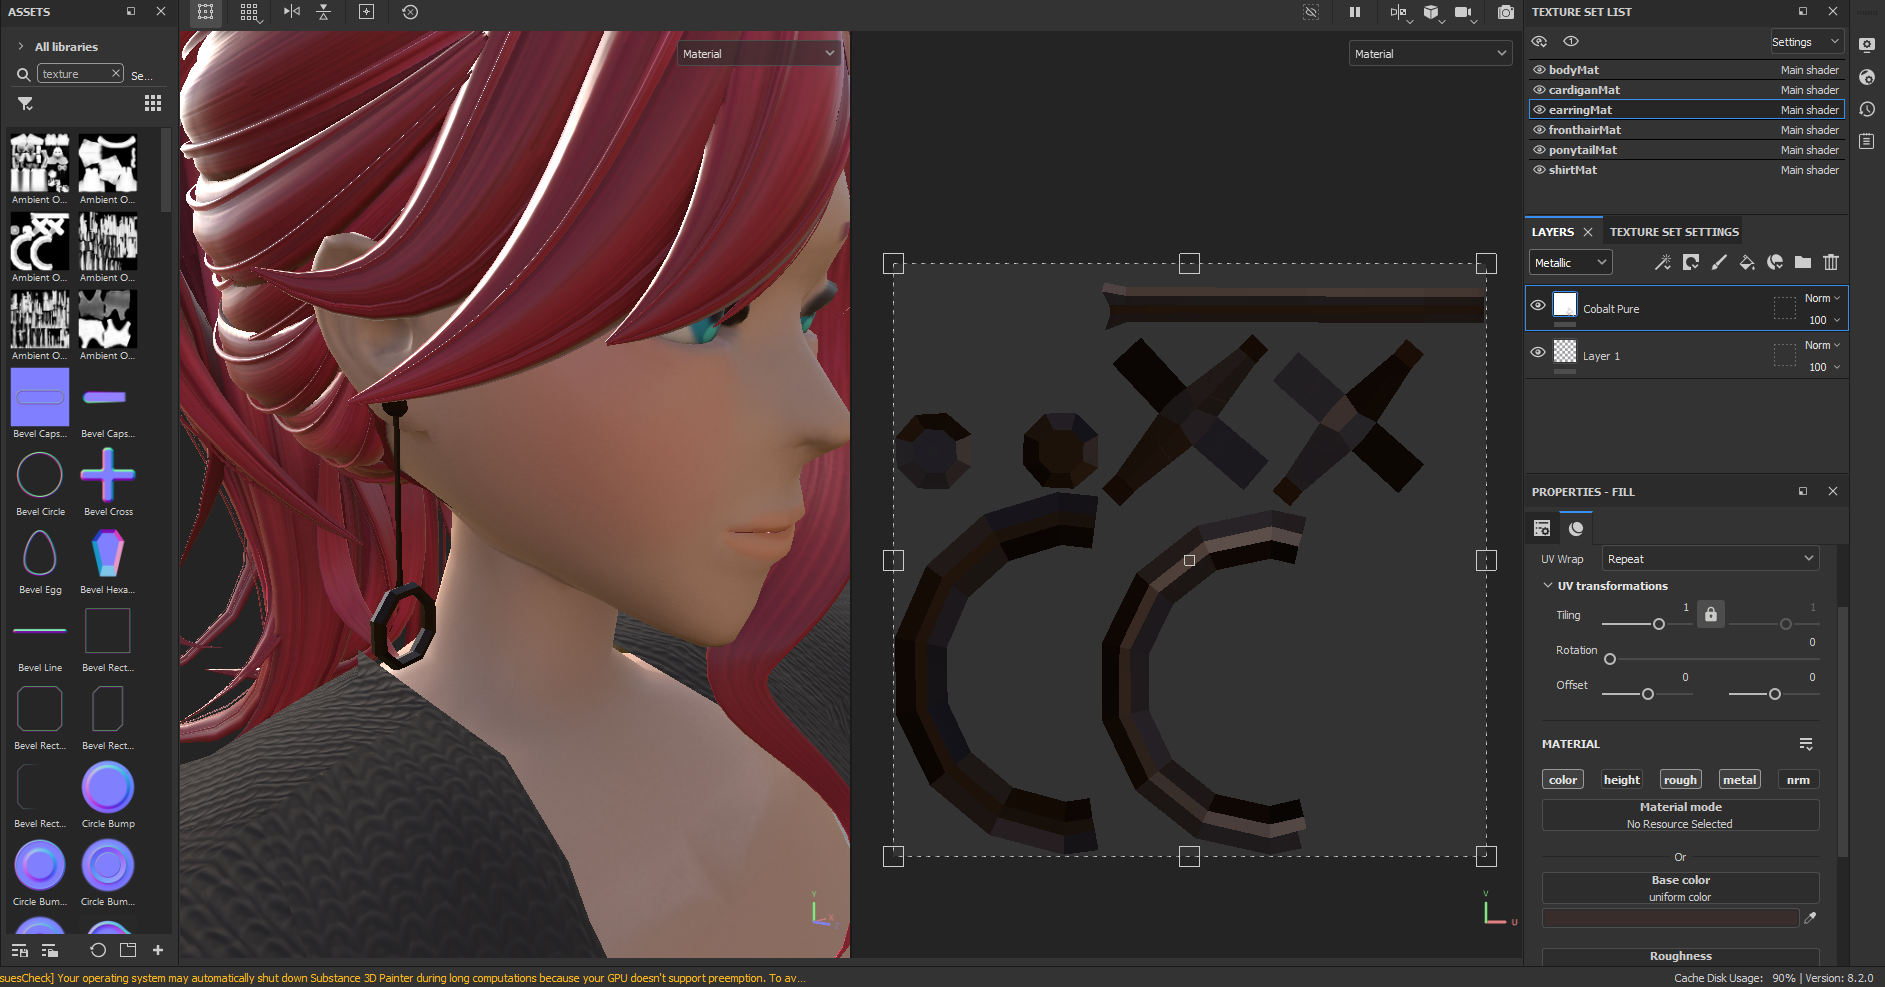 ASSETS
All libraries
texture
Se...
Ambient O...
Ambient O...
Ambient O...
Ambient O...
Ambient O...
Ambient O...
Bevel Caps...
Bevel Caps...
Bevel Circle
Bevel Cross
Bevel Egg
Bevel Hexa...
Bevel Line
Bevel Rect...
Bevel Rect...
Bevel Rect...
Bevel Rect...
Circle Bump
Circle Bum...
Circle Bum...
Material
Y
X
Material
V
U
TEXTURE SET LIST
Settings
bodyMat Main shader
cardiganMat Main shader
earringMat Main shader
fronthairMat Main shader
ponytailMat Main shader
shirtMat Main shader
LAYERS
TEXTURE SET SETTINGS
Metallic
Cobalt Pure
Norm
100
Layer 1
Norm
100
PROPERTIES - FILL
UV Wrap
Repeat
UV transformations
Tiling
1
1
Rotation
0
Offset
0
0
MATERIAL
color
height
rough
metal
nrm
Material mode
No Resource Selected
Or
Base color
uniform color
Roughness
suesCheck] Your operating system may automatically shut down Substance 3D Painter during long computations because your GPU doesn't support preemption. To av...
Cache Disk Usage: 90% | Version: 8.2.0